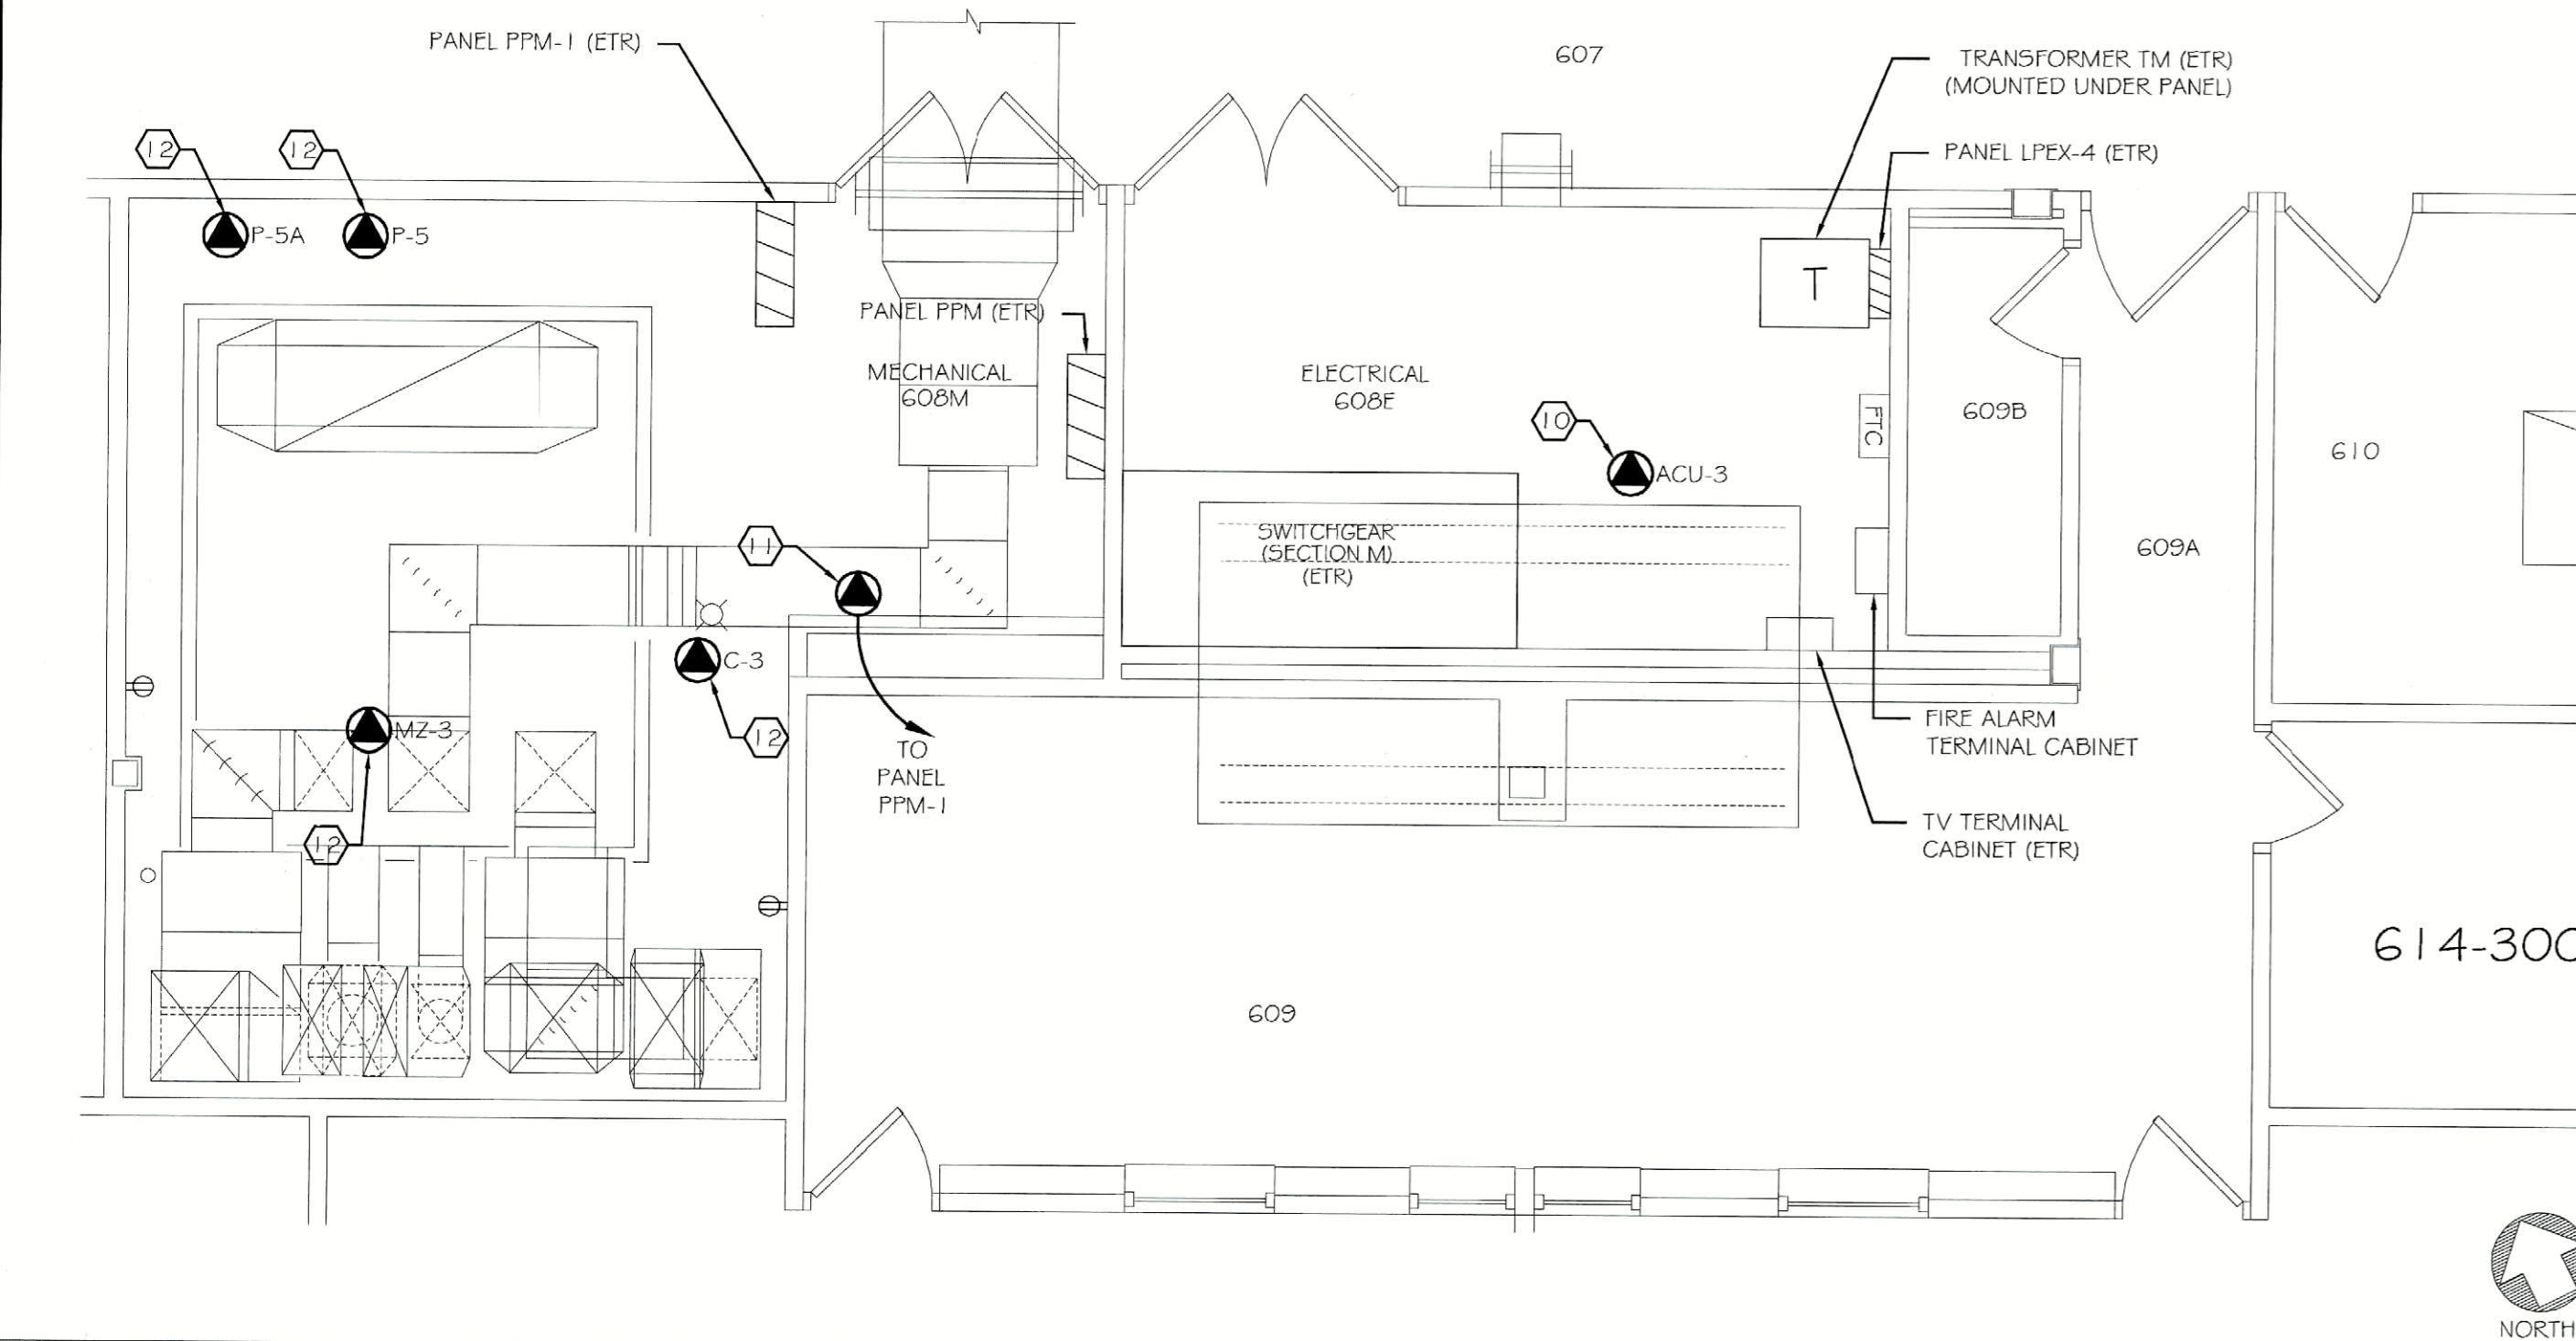 PANEL PPM-1 (ETR)
607
TRANSFORMER TM (ETR)
(MOUNTED UNDER PANEL)
PANEL LPEX-4 (ETR)
12
12
P-5A
P-5
T
PANEL PPM (ETR)
MECHANICAL
608M
ELECTRICAL
608E
10
ACU-3
FTC
609B
610
SWITCHGEAR
(SECTION M)
(ETR)
11
609A
C-3
12
MZ-3
12
TO
PANEL
PPM-1
FIRE ALARM
TERMINAL CABINET
TV TERMINAL
CABINET (ETR)
614-300
609
NORTH